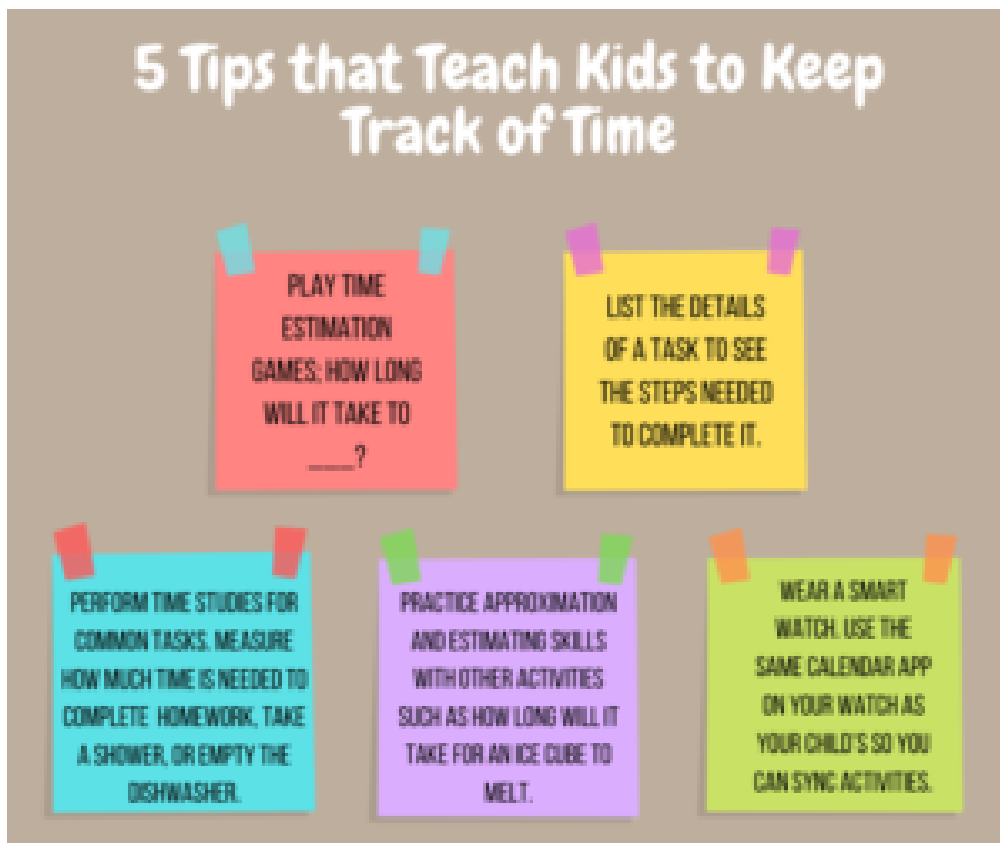 5 Tips that Teach Kids to Keep
Track of Time
PLAY TIME
ESTIMATION
GAMES; HOW LONG
WILL IT TAKE TO
____?
LIST THE DETAILS
OF A TASK TO SEE
THE STEPS NEEDED
TO COMPLETE IT.
PERFORM TIME STUDIES FOR
COMMON TASKS. MEASURE
HOW MUCH TIME IS NEEDED TO
COMPLETE HOMEWORK, TAKE
A SHOWER, OR EMPTY THE
DISHWASHER.
PRACTICE APPROXIMATION
AND ESTIMATING SKILLS
WITH OTHER ACTIVITIES
SUCH AS HOW LONG WILL IT
TAKE FOR AN ICE CUBE TO
MELT.
WEAR A SMART
WATCH. USE THE
SAME CALENDAR APP
ON YOUR WATCH AS
YOUR CHILD'S SO YOU
CAN SYNC ACTIVITIES.